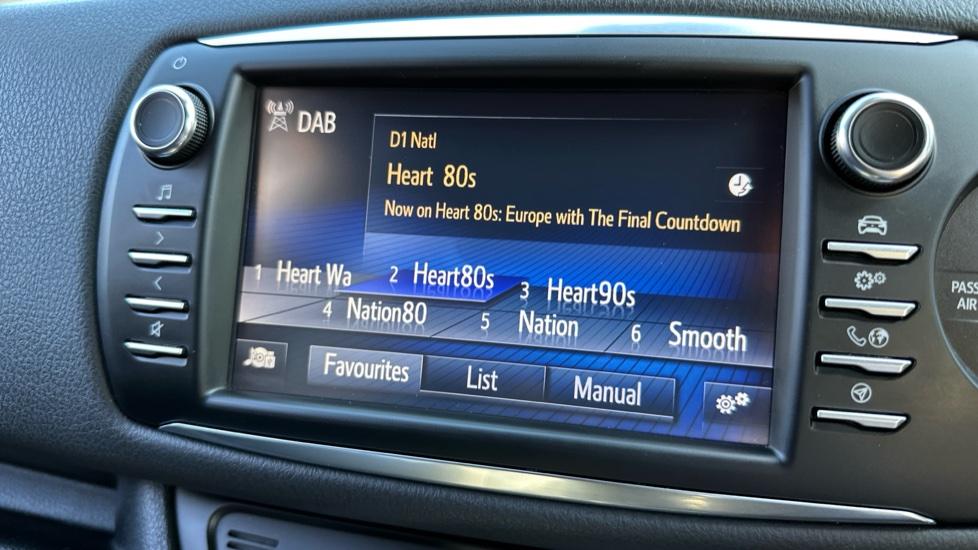 DAB
D1 Natl
Heart 80s
Now on Heart 80s: Europe with The Final Countdown
1 Heart Wa 2 Heart80s 3 Heart90s
4 Nation80 5 Nation 6 Smooth
Favourites List Manual
PASS
AIR